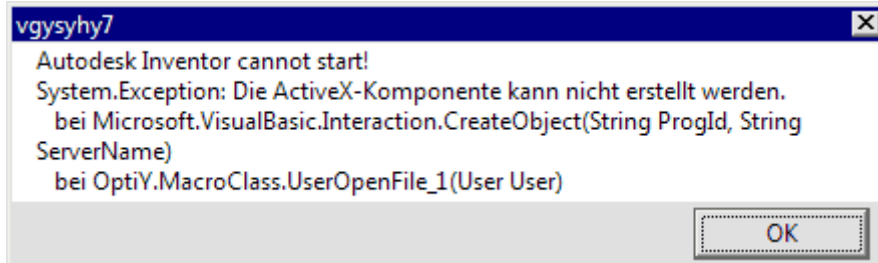 vgysyhy7
Autodesk Inventor cannot start!
System.Exception: Die ActiveX-Komponente kann nicht erstellt werden.
bei Microsoft.VisualBasic.Interaction.CreateObject(String ProgId, String
ServerName)
bei OptiY.MacroClass.UserOpenFile_1(User User)
OK